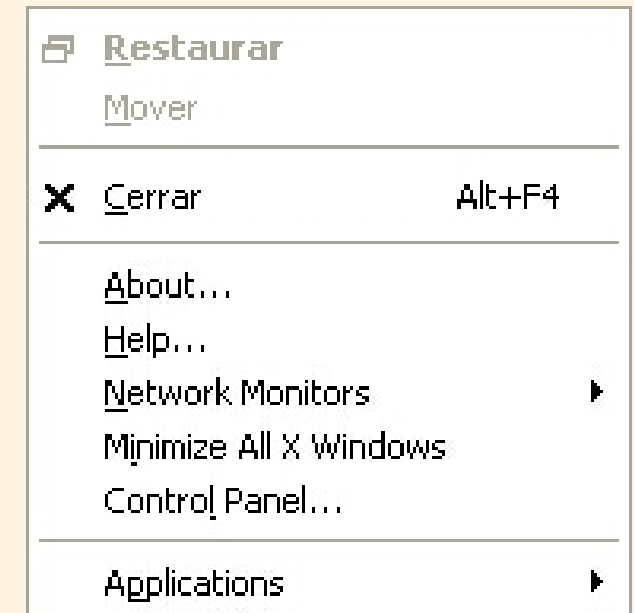 Restaurar
Mover
Cerrar Alt+F4
About...
Help...
Network Monitors
Minimize All X Windows
Control Panel...
Applications